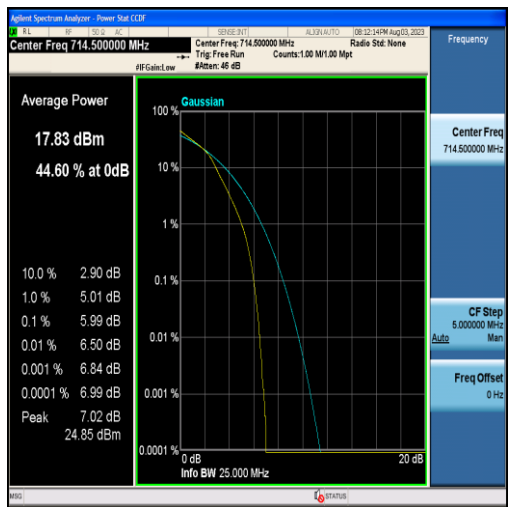 Agilent Spectrum Analyzer - Power Stat CCDF
RL RF 50 Ω AC SENSE:INT ALIGN AUTO 08:12:14PM Aug 03, 2023
Center Freq 714.500000 MHz
Center Freq: 714.500000 MHz Radio Std: None
Trig: Free Run Counts:1.00 M/1.00 Mpt
#IFGain:Low #Atten: 46 dB
Frequency
Average Power
17.83 dBm
44.60 % at 0dB
10.0 % 2.90 dB
1.0 % 5.01 dB
0.1 % 5.99 dB
0.01 % 6.50 dB
0.001 % 6.84 dB
0.0001 % 6.99 dB
Peak 7.02 dB
24.85 dBm
Gaussian
100 %
10 %
1 %
0.1 %
0.01 %
0.001 %
0.0001 %
0 dB 20 dB
Info BW 25.000 MHz
Center Freq
714.500000 MHz
CF Step
5.000000 MHz
Auto Man
Freq Offset
0 Hz
MSG STATUS